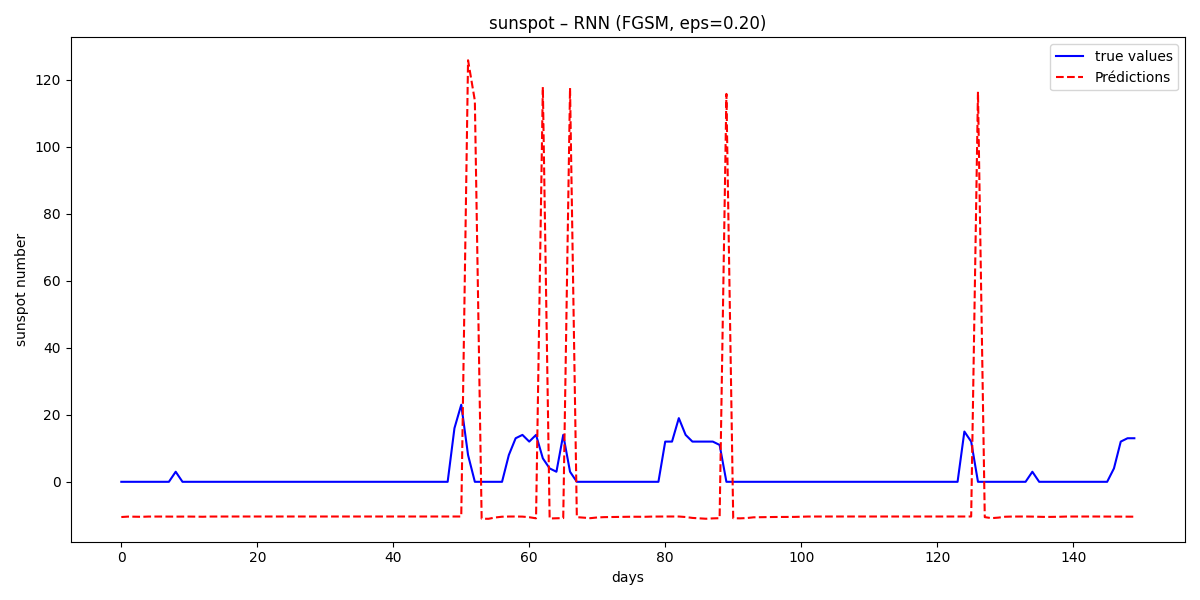 sunspot – RNN (FGSM, eps=0.20)
true values
Prédictions
sunspot number
120
100
80
60
40
20
0
0 20 40 60 80 100 120 140
days